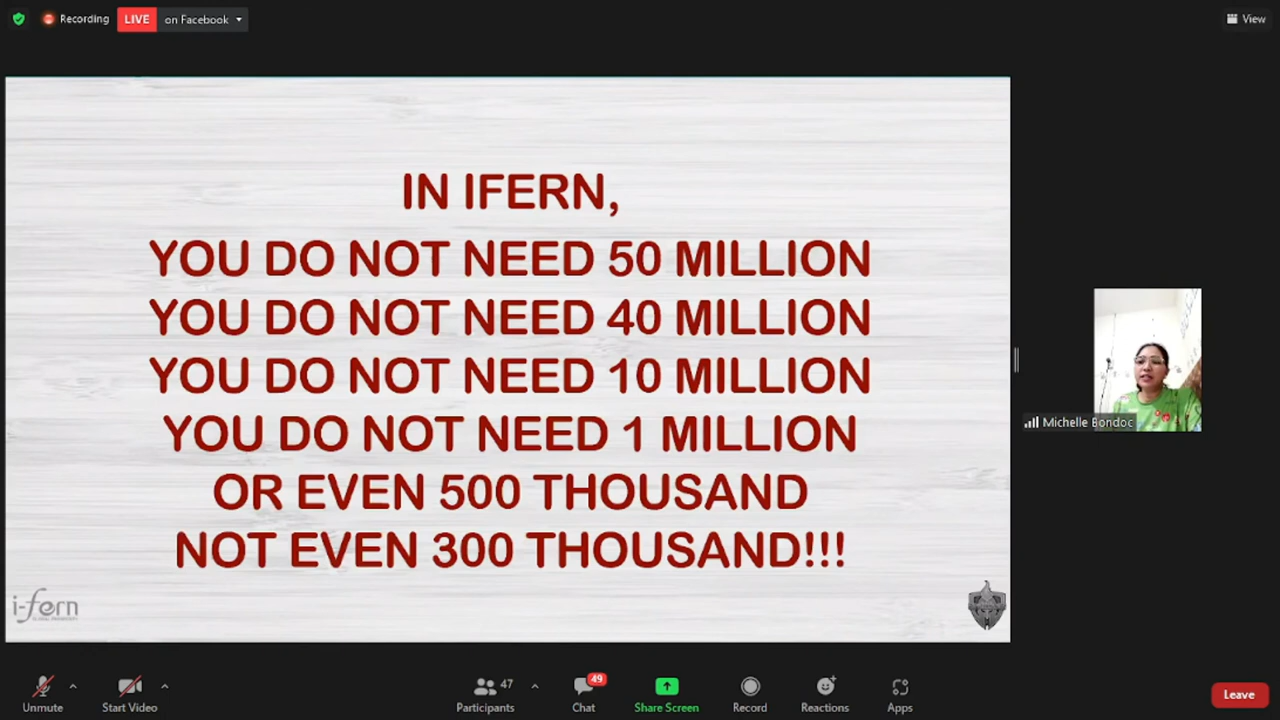 Recording
LIVE
on Facebook
View
IN IFERN,
YOU DO NOT NEED 50 MILLION
YOU DO NOT NEED 40 MILLION
YOU DO NOT NEED 10 MILLION
YOU DO NOT NEED 1 MILLION
OR EVEN 500 THOUSAND
NOT EVEN 300 THOUSAND!!!
i-fern
Michelle Bondoc
Unmute
Start Video
47
Participants
49
Chat
Share Screen
Record
Reactions
Apps
Leave